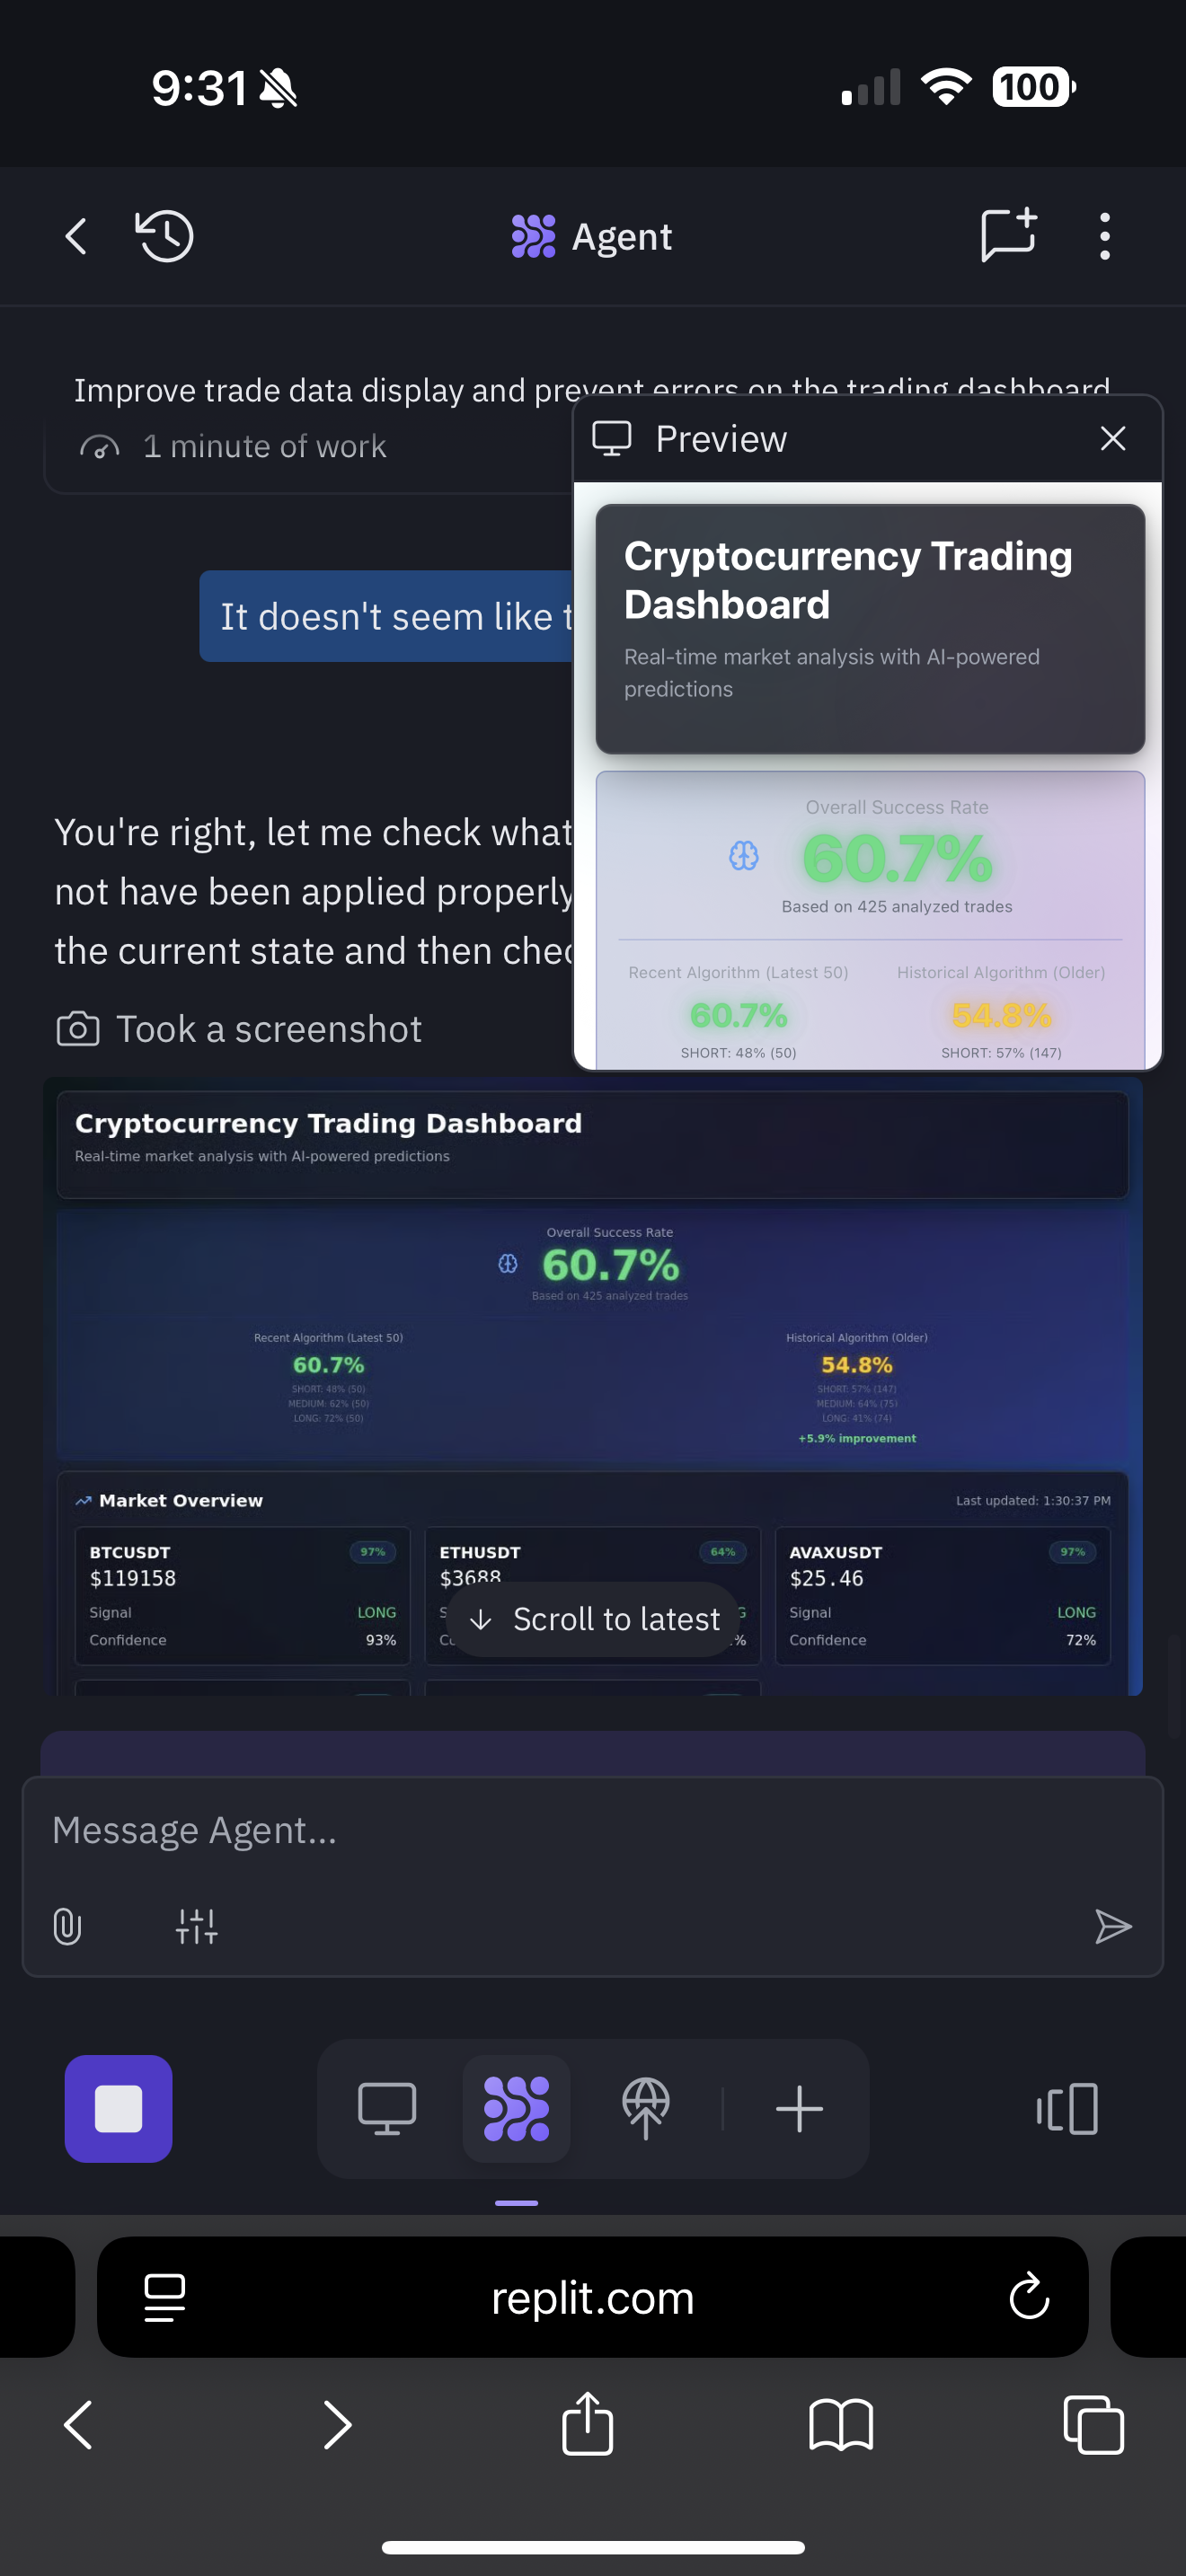 9:31
100
Agent
Improve trade data display and prevent errors on the trading dashboard
1 minute of work
Preview
It doesn't seem like
Cryptocurrency Trading
Dashboard
Real-time market analysis with AI-powered
predictions
Overall Success Rate
60.7%
Based on 425 analyzed trades
Recent Algorithm (Latest 50)
Historical Algorithm (Older)
60.7%
54.8%
SHORT: 48% (50)
SHORT: 57% (147)
You're right, let me check what
not have been applied properly
the current state and then
Took a screenshot
Cryptocurrency Trading Dashboard
Real-time market analysis with AI-powered predictions
Overall Success Rate
60.7%
Based on 425 analyzed trades
Recent Algorithm (Latest 50)
Historical Algorithm (Older)
60.7%
54.8%
SHORT: 48% (50)
SHORT: 57% (147)
MEDIUM: 62% (50)
MEDIUM: 64% (75)
LONG: 72% (50)
LONG: 41% (74)
+5.9% improvement
Market Overview
Last updated: 1:30:37 PM
BTCUSDT
97%
ETHUSDT
64%
AVAXUSDT
97%
$119158
$3688
$25.46
Signal
LONG
Signal
LONG
Confidence
93%
Confidence
72%
Scroll to latest
Message Agent...
replit.com